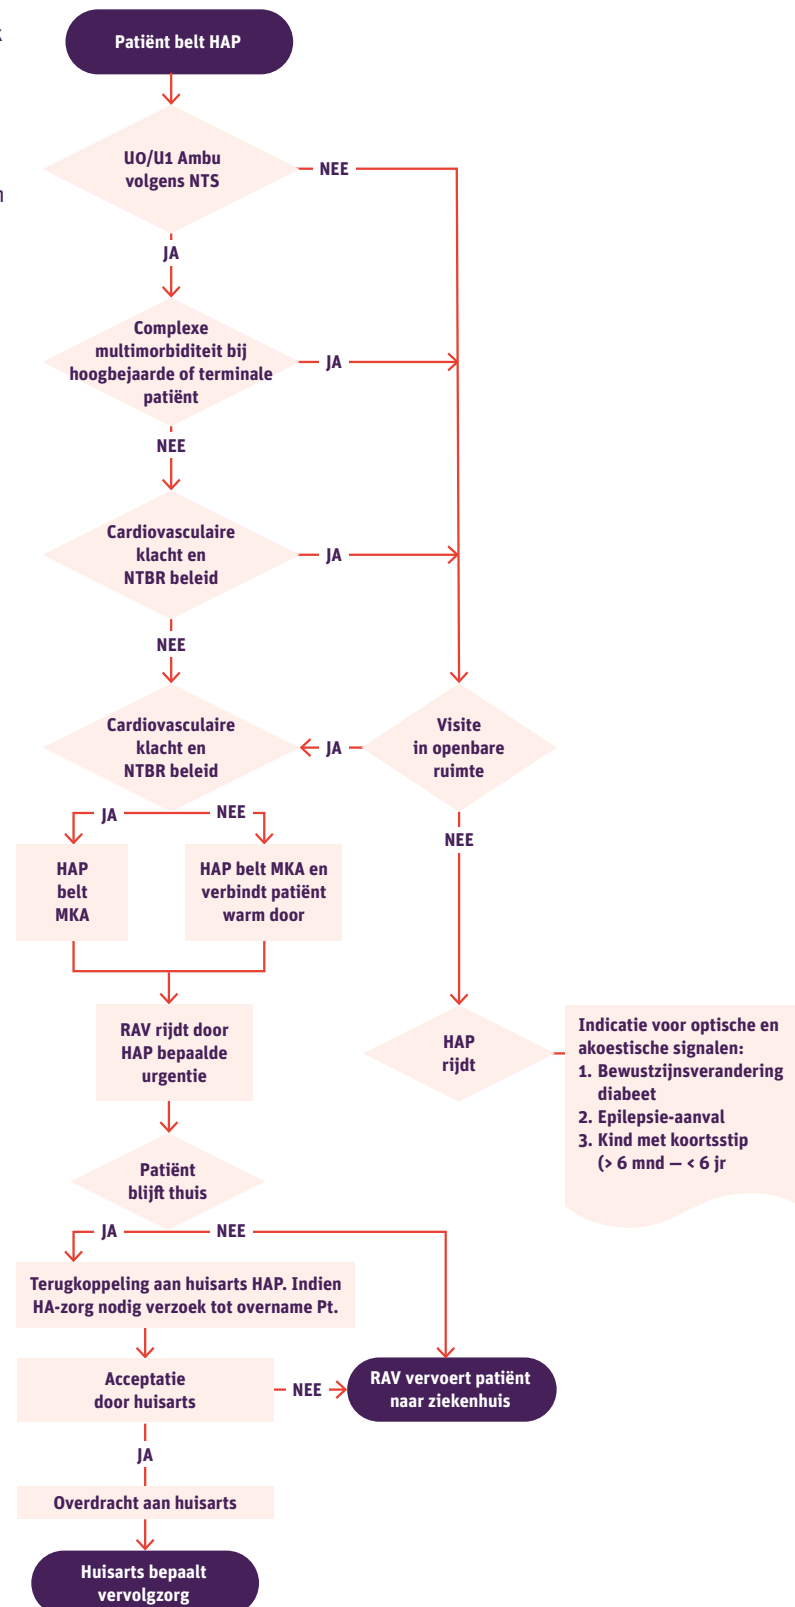 Patiënt belt HAP
U0/U1 Ambu
volgens NTS
NEE
JA
Complexe
multimorbiditeit bij
hoogbejaarde of terminale
patiënt
JA
NEE
Cardiovasculaire
klacht en
NTBR beleid
JA
NEE
Cardiovasculaire
klacht en
NTBR beleid
JA
Visite
in openbare
ruimte
JA
NEE
NEE
HAP
belt
MKA
HAP belt MKA en
verbindt patiënt
warm door
RAV rijdt door
HAP bepaalde
urgentie
HAP
rijdt
Indicatie voor optische en
akoestische signalen:
1. Bewustzijnsverandering
diabeet
2. Epilepsie-aanval
3. Kind met koortsstip
(> 6 mnd — < 6 jr
Patiënt
blijft thuis
JA
NEE
Terugkoppeling aan huisarts HAP. Indien
HA-zorg nodig verzoek tot overname Pt.
Acceptatie
door huisarts
NEE
RAV vervoert patiënt
naar ziekenhuis
JA
Overdracht aan huisarts
Huisarts bepaalt
vervolgzorg